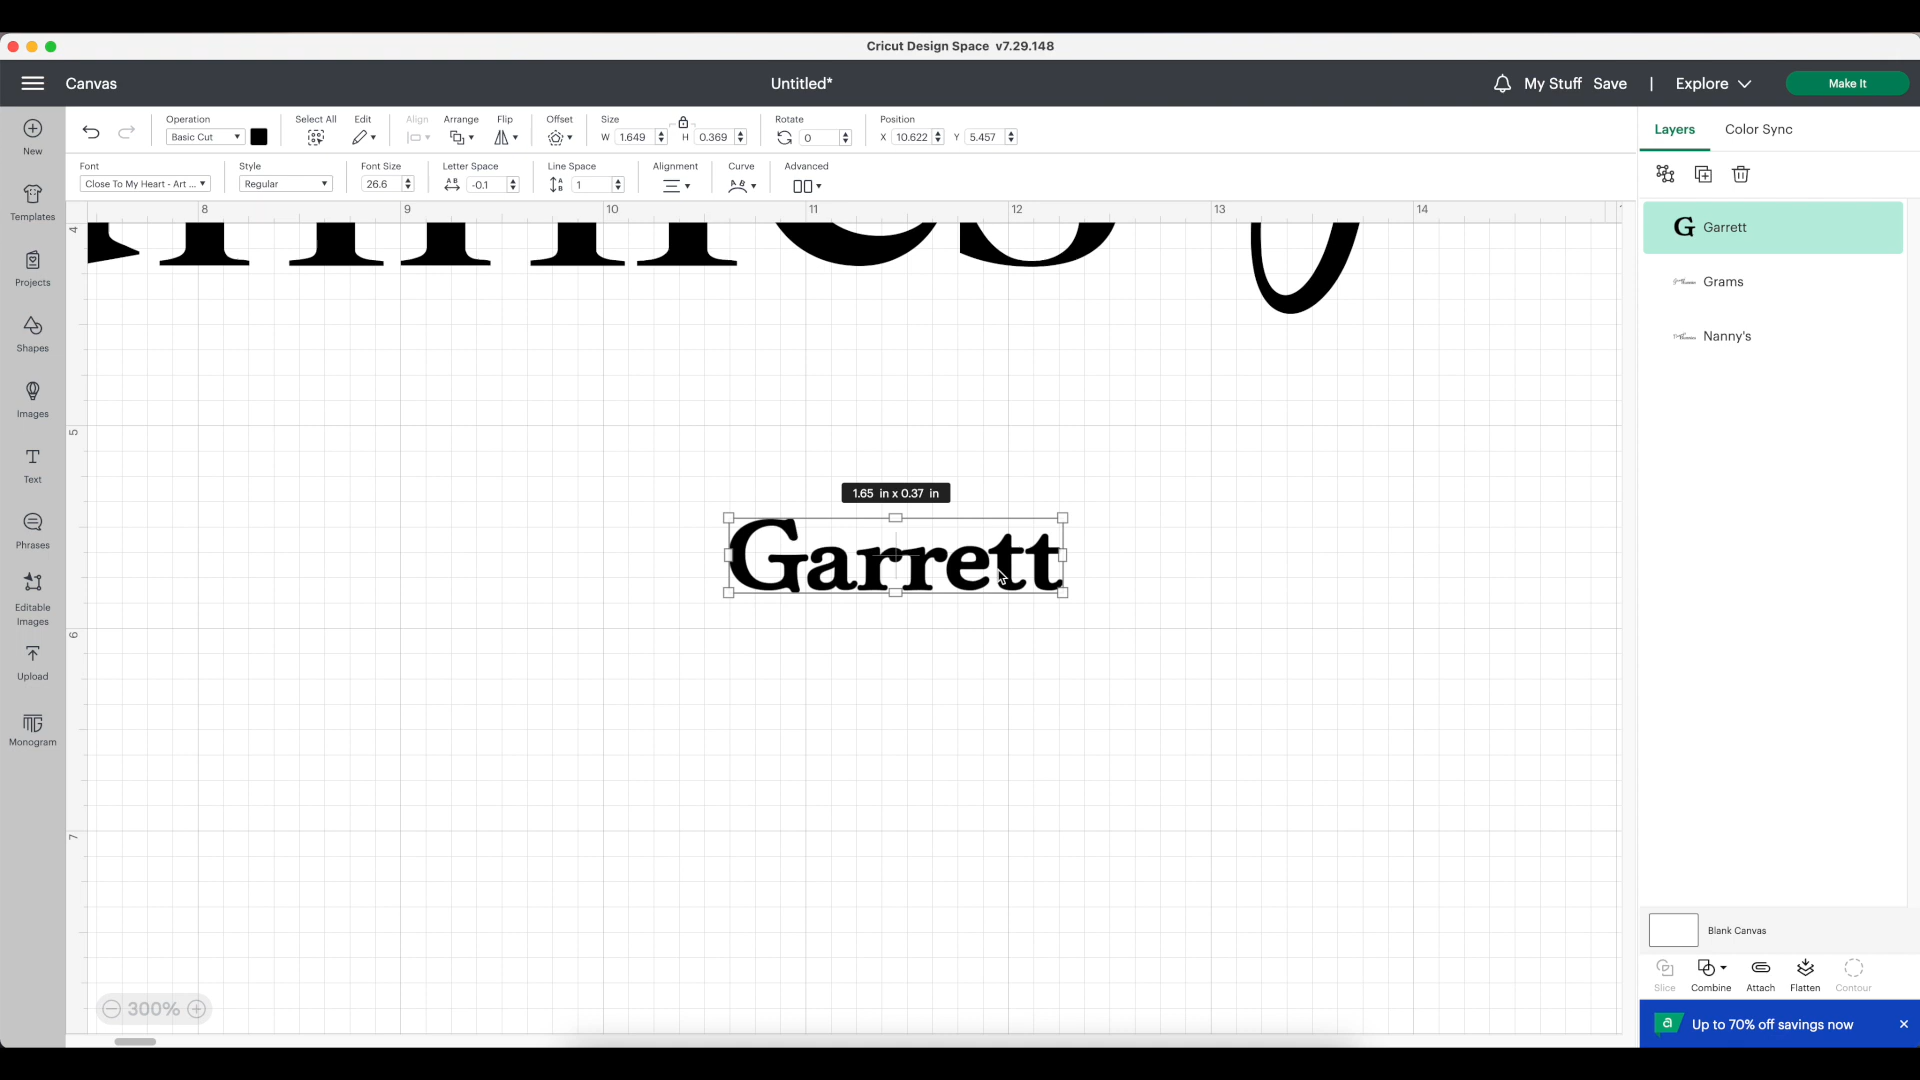 Cricut Design Space v7.29.148
Canvas
Untitled*
My Stuff
Save
|
Explore
Make It
New
Templates
Projects
Shapes
Images
Text
Phrases
Editable
Images
Upload
Monogram
Operation
Basic Cut
Select All
Edit
Align
Arrange
Flip
Offset
Size
W 1.649
H 0.369
Rotate
0
Position
X 10.622
Y 5.457
Font
Close To My Heart - Art ...
Style
Regular
Font Size
26.6
Letter Space
-0.1
Line Space
1
Alignment
Curve
Advanced
8 9 10 11 12 13 14
4
5
6
7
1.65 in x 0.37 in
Garrett
300%
Layers
Color Sync
G Garrett
Grams
Nanny's
Blank Canvas
Slice
Combine
Attach
Flatten
Contour
a Up to 70% off savings now